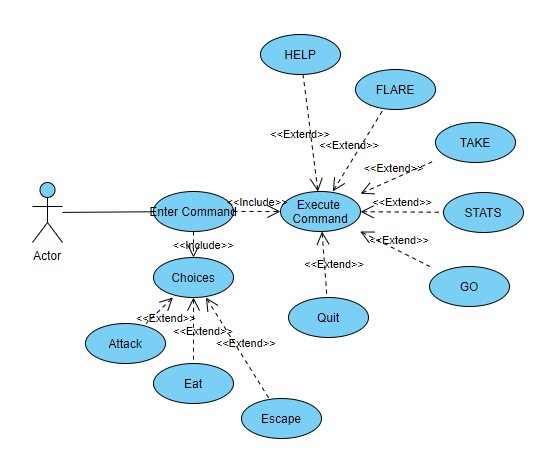 HELP
FLARE
<<Extend>>
<<Extend>>
TAKE
<<Extend>>
Enter Command
<<Include>>
Execute
Command
<<Extend>>
STATS
Actor
<<Include>>
<<Extend>>
Choices
<<Extend>>
GO
Attack
<<Extend>>
<<Extend>>
<<Extend>>
Quit
Eat
Escape